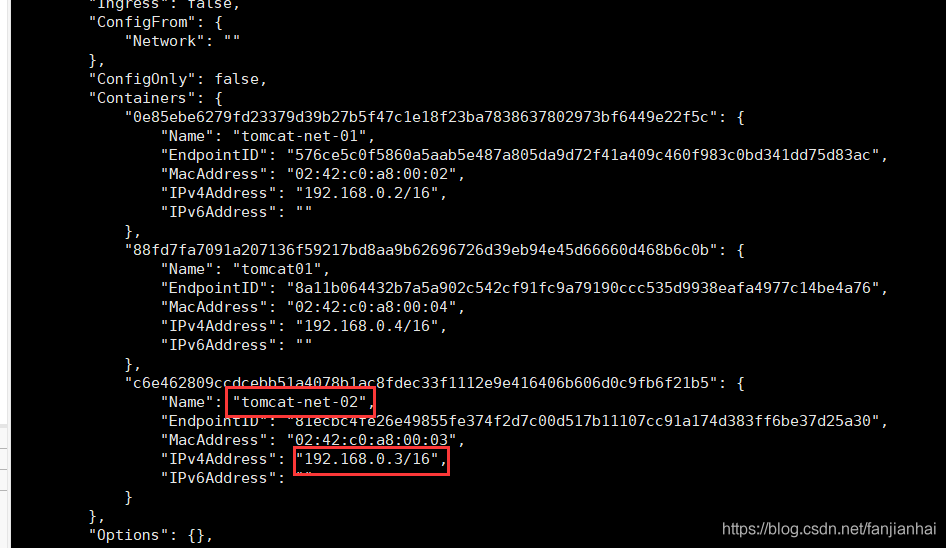 "Ingress": false,
"ConfigFrom": {
"Network": ""
},
"ConfigOnly": false,
"Containers": {
"0e85ebe6279fd23379d39b27b5f47c1e18f23ba7838637802973bf6449e22f5c": {
"Name": "tomcat-net-01",
"EndpointID": "576ce5c0f5860a5aab5e487a805da9d72f41a409c460f983c0bd341dd75d83ac",
"MacAddress": "02:42:c0:a8:00:02",
"IPv4Address": "192.168.0.2/16",
"IPv6Address": ""
},
"88fd7fa7091a207136f59217bd8aa9b62696726d39eb94e45d66660d468b6c0b": {
"Name": "tomcat01",
"EndpointID": "8a11b064432b7a5a902c542cf91fc9a79190ccc535d9938eafa4977c14be4a76",
"MacAddress": "02:42:c0:a8:00:04",
"IPv4Address": "192.168.0.4/16",
"IPv6Address": ""
},
"c6e462809ccdcebb51a4078b1ac8fdec33f1112e9e416406b606d0c9fb6f21b5": {
"Name": "tomcat-net-02",
"EndpointID": "81ecbc4fe26e49855fe374f2d7c00d517b11107cc91a174d383ff6be37d25a30",
"MacAddress": "02:42:c0:a8:00:03",
"IPv4Address": "192.168.0.3/16",
"IPv6Address": ""
}
},
"Options": {},
https://blog.csdn.net/fanjianhai